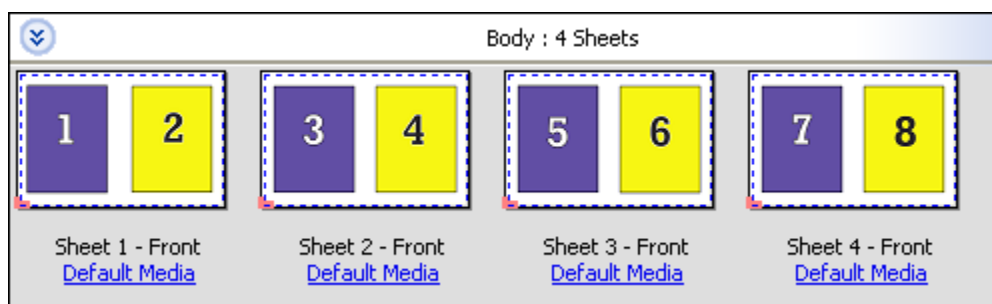 Body : 4 Sheets
1 2 3 4 5 6 7 8
Sheet 1 - Front Sheet 2 - Front Sheet 3 - Front Sheet 4 - Front
Default Media Default Media Default Media Default Media